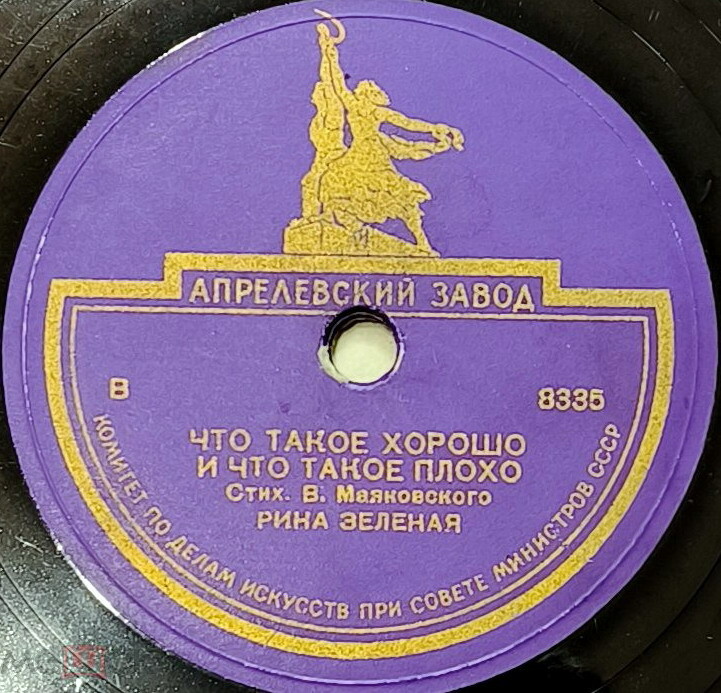 АПРЕЛЕВСКИЙ ЗАВОД
В 8335
ЧТО ТАКОЕ ХОРОШО
И ЧТО ТАКОЕ ПЛОХО
Стих. В. Маяковского
РИНА ЗЕЛЕНАЯ
КОМИТЕТ ПО ДЕЛАМ ИСКУССТВ ПРИ СОВЕТЕ МИНИСТРОВ СССР